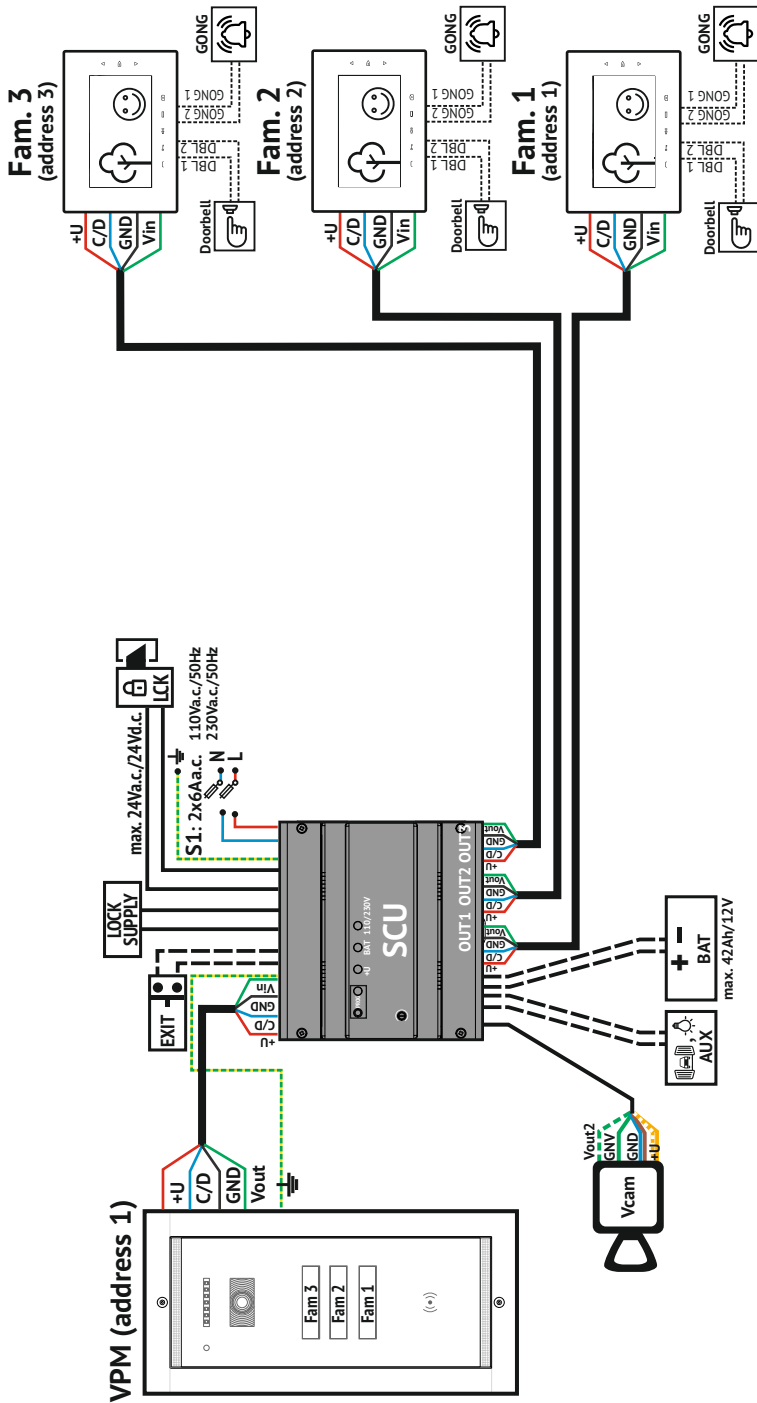 Fam. 3
(address 3)
+U
C/D
GND
Vin
DBL 1
DBL 2
GONG 2
GONG 1
Doorbell
GONG
Fam. 2
(address 2)
+U
C/D
GND
Vin
DBL 1
DBL 2
GONG 2
GONG 1
Doorbell
GONG
Fam. 1
(address 1)
+U
C/D
GND
Vin
DBL 1
DBL 2
GONG 2
GONG 1
Doorbell
GONG
LCK
max. 24Va.c./24Vd.c.
110Va.c./50Hz
230Va.c./50Hz
S1: 2x6Aa.c.
N
L
LOCK
SUPPLY
EXIT
+U
C/D
GND
Vin
+U
BAT
110/230V
SCU
OUT1
OUT2
OUT3
+U
C/D
GND
Vout
+U
C/D
GND
Vout
+U
C/D
GND
Vout
VPM (address 1)
+U
C/D
GND
Vout
Fam 3
Fam 2
Fam 1
Vcam
Vout2
GNV
GND
+U
AUX
+ −
BAT
max. 42Ah/12V